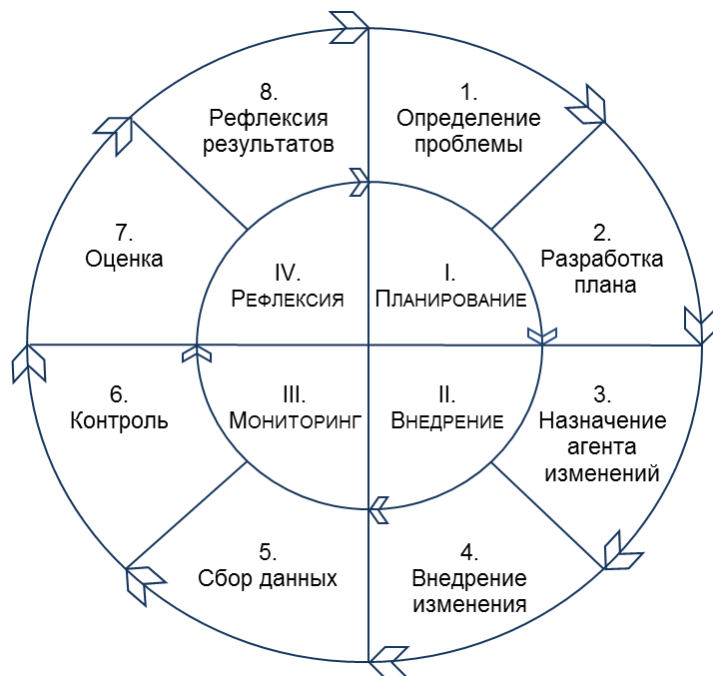 1.
Определение
проблемы
2.
Разработка
плана
3.
Назначение
агента
изменений
4.
Внедрение
изменения
5.
Сбор данных
6.
Контроль
7.
Оценка
8.
Рефлексия
результатов
I.
Планирование
II.
Внедрение
III.
Мониторинг
IV.
Рефлексия